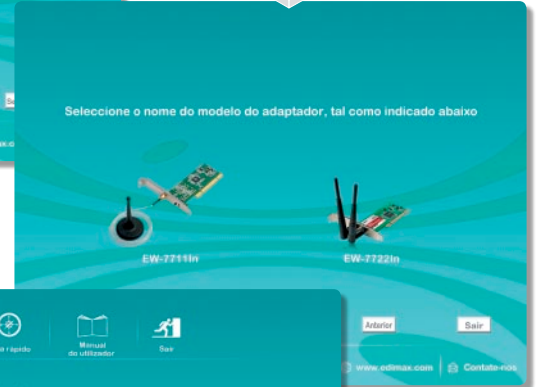 Seleccione o nome do modelo do adaptador, tal como indicado abaixo
EW-7711In
EW-7722In
Anterior
Sair
www.edimax.com
Contate-nos
rápido
Manual
do utilizador
Sair